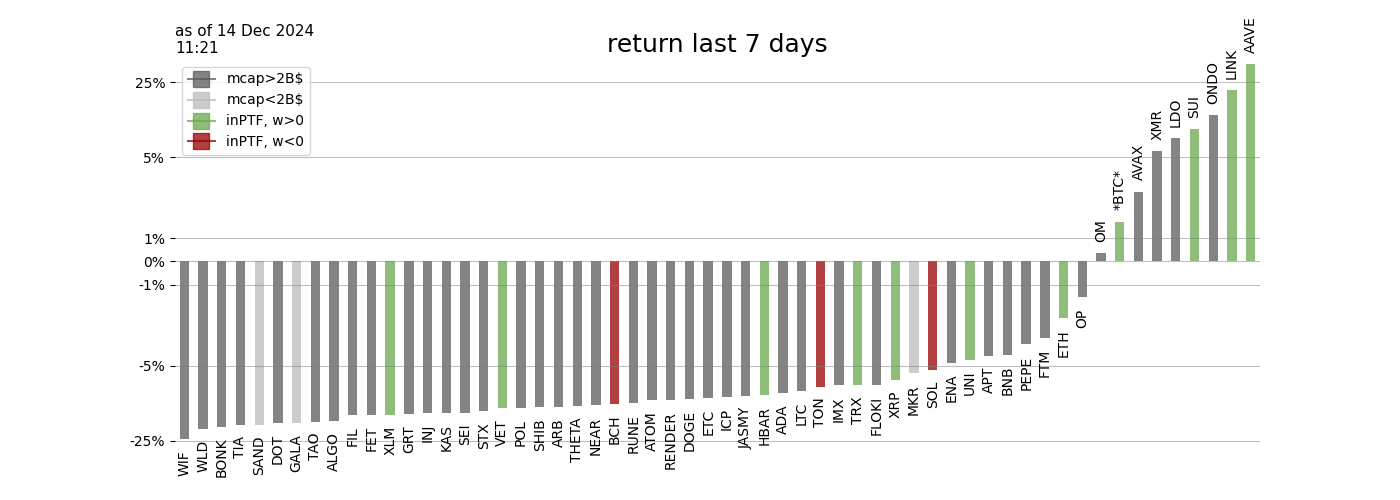 as of 14 Dec 2024
11:21
return last 7 days
mcap>2B$
mcap<2B$
inPTF, w>0
inPTF, w<0
25%
5%
1%
0%
-1%
-5%
-25%
WIF
WLD
BONK
TIA
SAND
DOT
GALA
TAO
ALGO
FIL
FET
XLM
GRT
INJ
KAS
SEI
STX
VET
POL
SHIB
ARB
THETA
NEAR
BCH
RUNE
ATOM
RENDER
DOGE
ETC
ICP
JASMY
HBAR
ADA
LTC
TON
IMX
TRX
FLOKI
XRP
MKR
SOL
ENA
UNI
APT
BNB
PEPE
FTM
ETH
OP
OM
*BTC*
AVAX
XMR
LDO
SUI
ONDO
LINK
AAVE